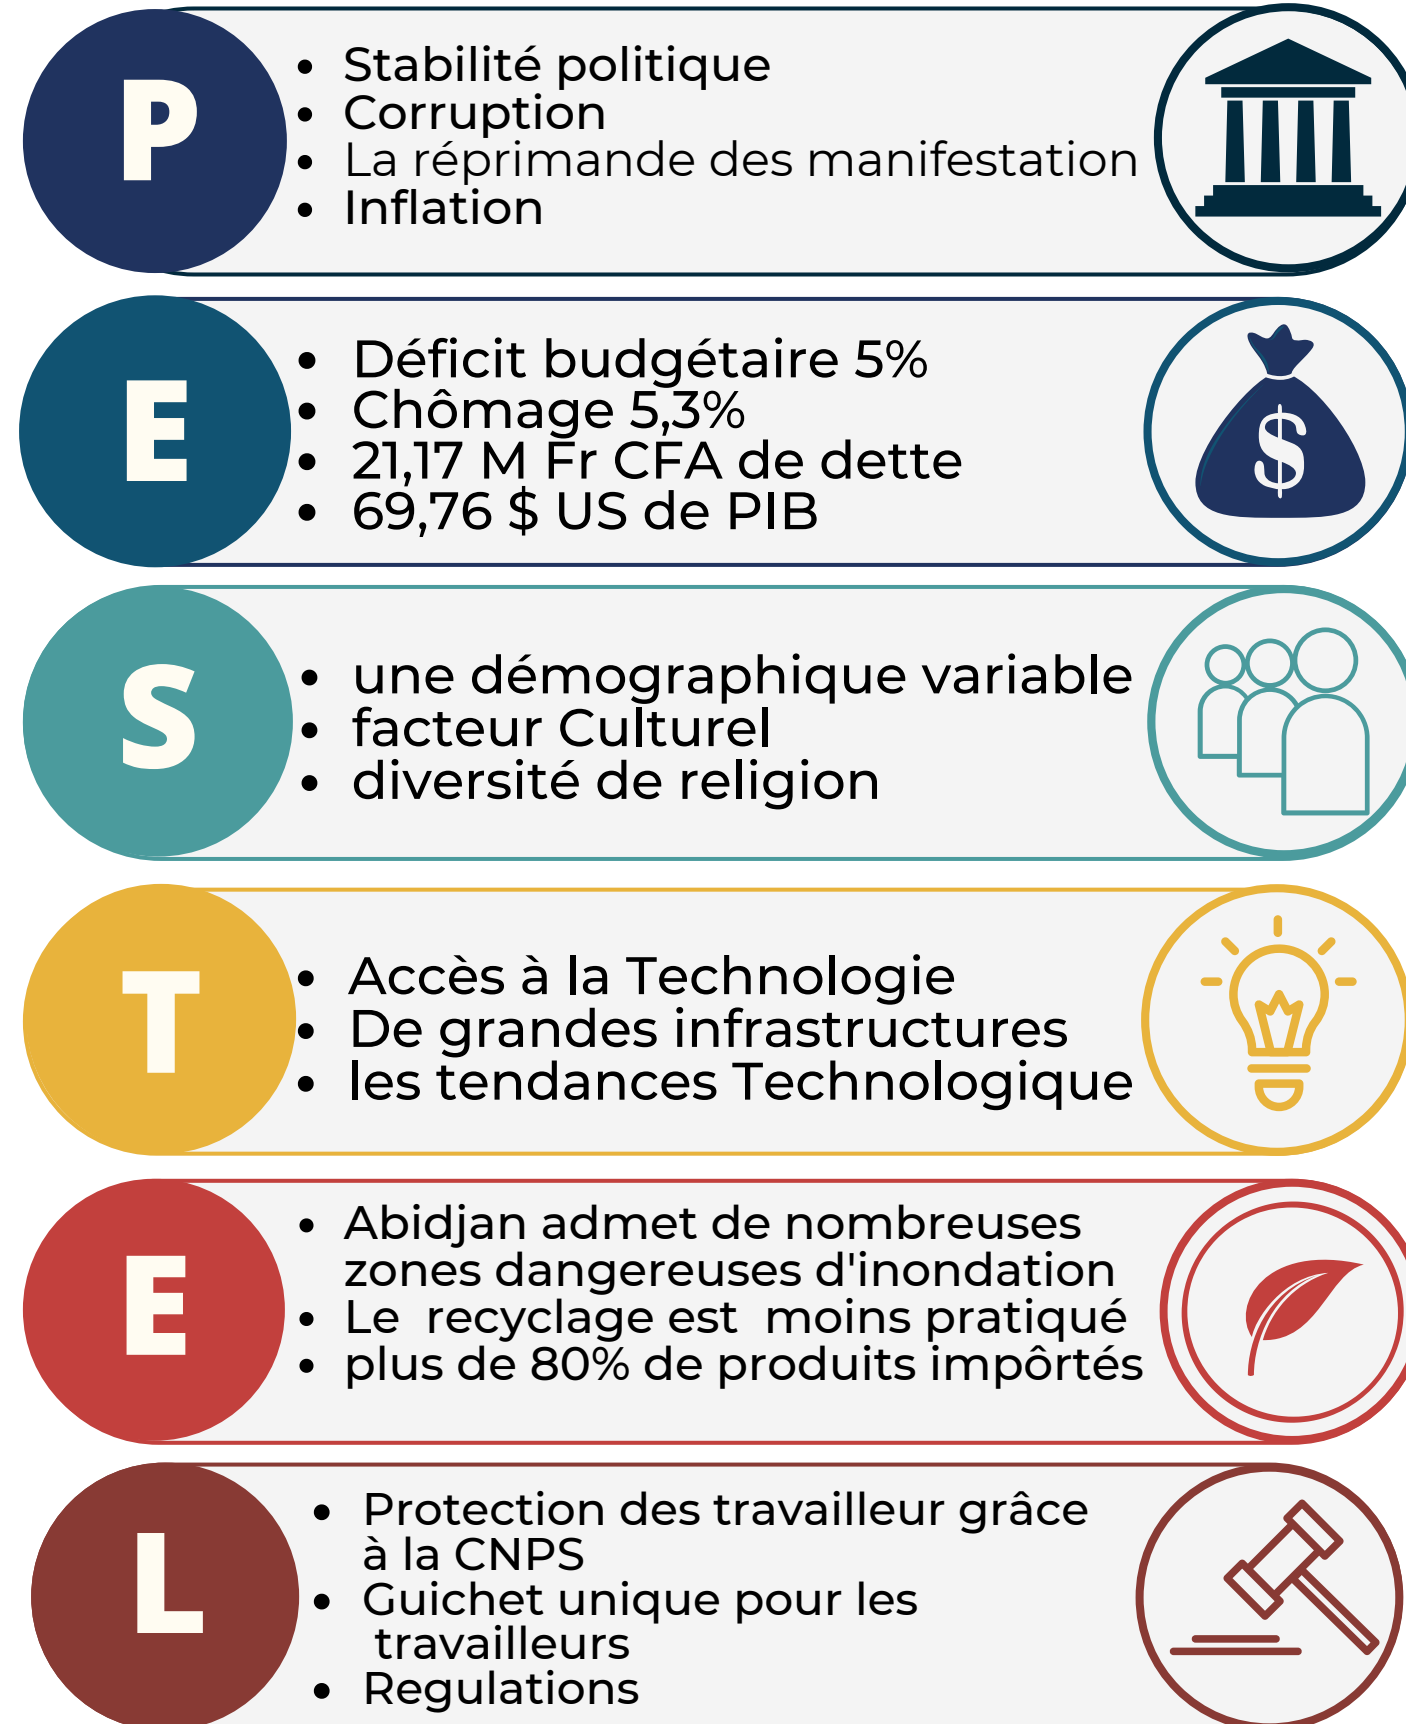 P
• Stabilité politique
• Corruption
• La réprimande des manifestation
• Inflation
E
• Déficit budgétaire 5%
• Chômage 5,3%
• 21,17 M Fr CFA de dette
• 69,76 $ US de PIB
$
S
• une démographique variable
• facteur Culturel
• diversité de religion
T
• Accès à la Technologie
• De grandes infrastructures
• les tendances Technologique
E
• Abidjan admet de nombreuses
zones dangereuses d'inondation
• Le recyclage est moins pratiqué
• plus de 80% de produits impôrtés
L
• Protection des travailleur grâce
à la CNPS
• Guichet unique pour les
travailleurs
• Regulations